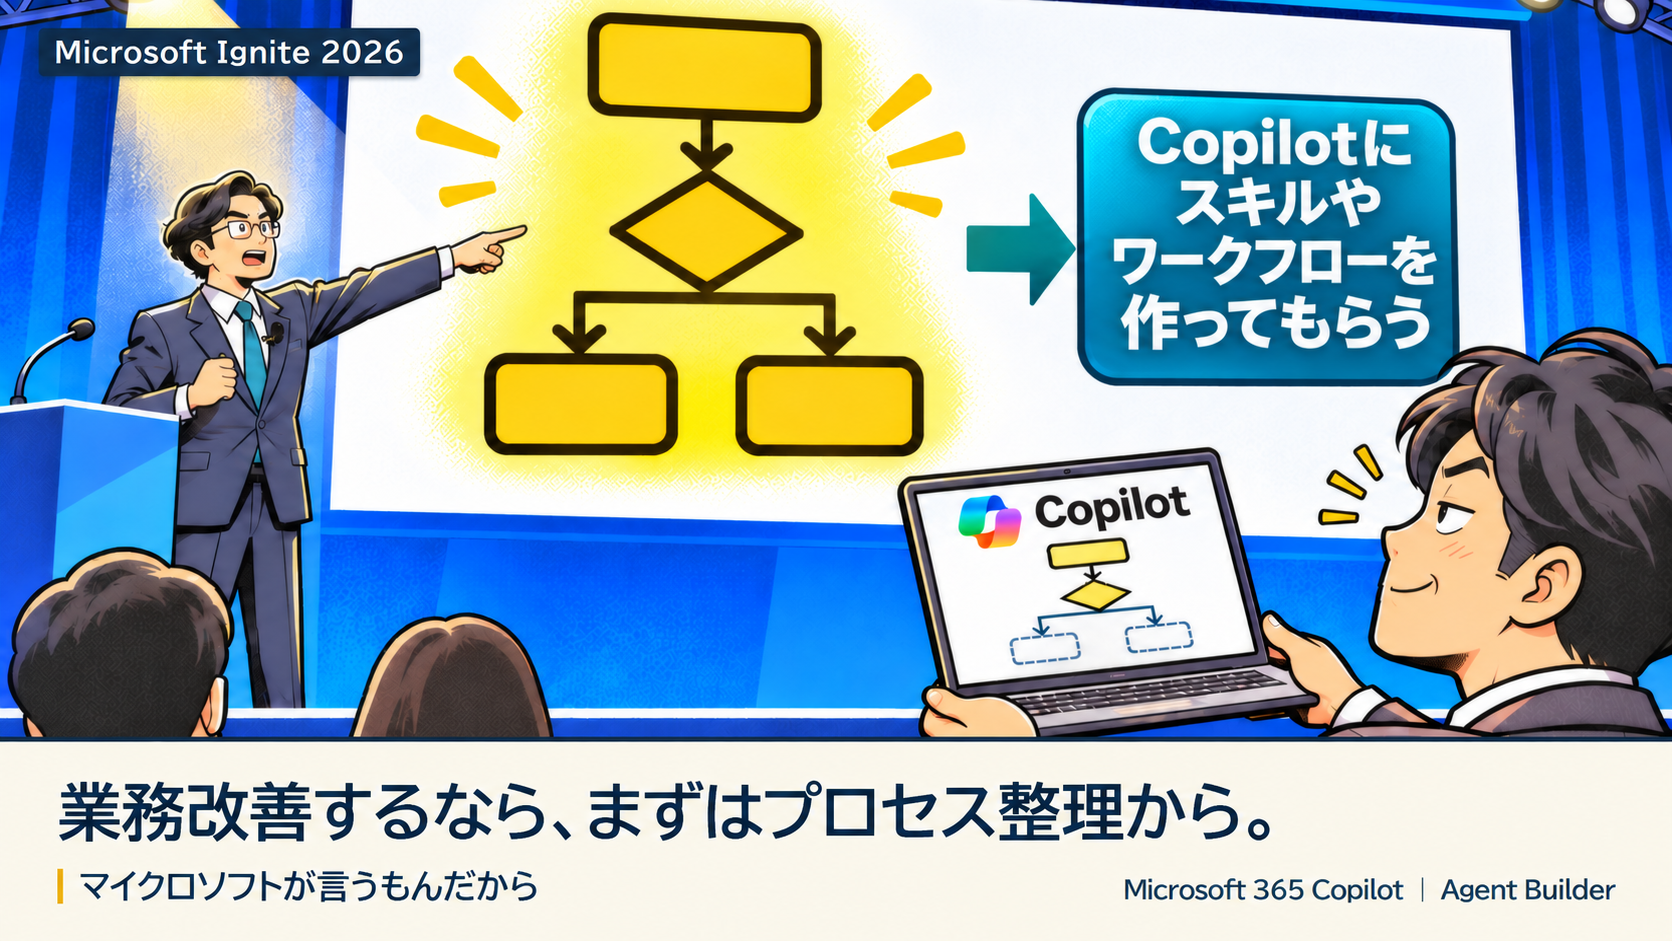 Microsoft Ignite 2026
Copilotに
スキルや
ワークフローを
作ってもらう
Copilot
業務改善するなら、まずはプロセス整理から。
マイクロソフトが言うもんだから
Microsoft 365 Copilot | Agent Builder